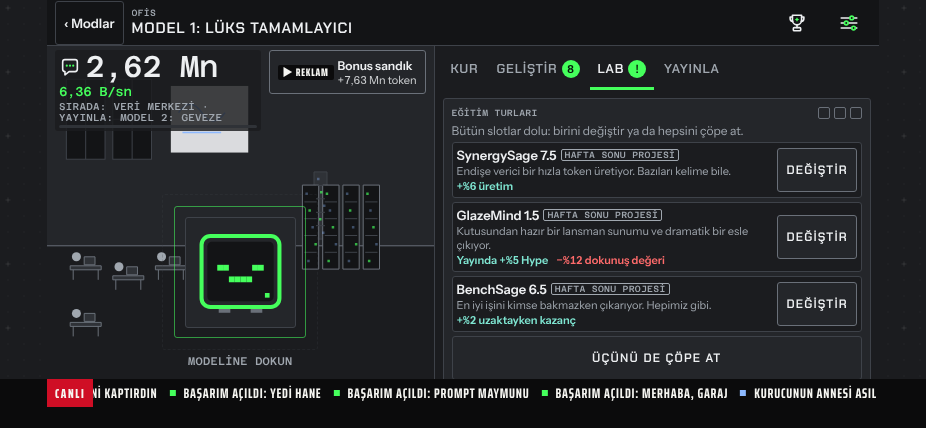 ‹ Modlar
OFİS
MODEL 1: LÜKS TAMAMLAYICI
2,62 Mn
6,36 B/sn
SIRADA: VERİ MERKEZİ ·
YAYINLA: MODEL 2: GEVEZE
REKLAM
Bonus sandık
+7,63 Mn token
MODELİNE DOKUN
KUR
GELİŞTİR 8
LAB !
YAYINLA
EĞİTİM TURLARI
Bütün slotlar dolu: birini değiştir ya da hepsini çöpe at.
SynergySage 7.5 HAFTA SONU PROJESİ
Endişe verici bir hızla token üretiyor. Bazıları kelime bile.
+%6 üretim
DEĞİŞTİR
GlazeMind 1.5 HAFTA SONU PROJESİ
Kutusundan hazır bir lansman sunumu ve dramatik bir esle
çıkıyor.
Yayında +%5 Hype −%12 dokunuş değeri
DEĞİŞTİR
BenchSage 6.5 HAFTA SONU PROJESİ
En iyi işini kimse bakmazken çıkarıyor. Hepimiz gibi.
+%2 uzaktayken kazanç
DEĞİŞTİR
ÜÇÜNÜ DE ÇÖPE AT
CANLI Nİ KAPTIRDIN ■ BAŞARIM AÇILDI: YEDİ HANE ■ BAŞARIM AÇILDI: PROMPT MAYMUNU ■ BAŞARIM AÇILDI: MERHABA, GARAJ ■ KURUCUNUN ANNESİ ASIL